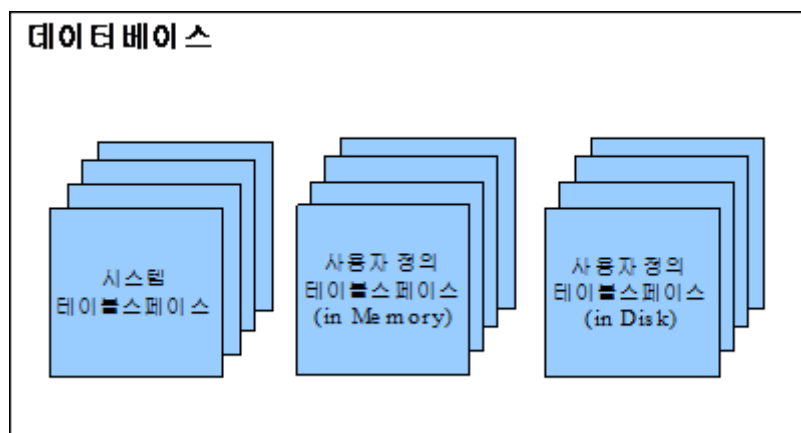 데이터베이스
시스템
테이블스페이스
사용자 정의
테이블스페이스
(in Memory)
사용자 정의
테이블스페이스
(in Disk)